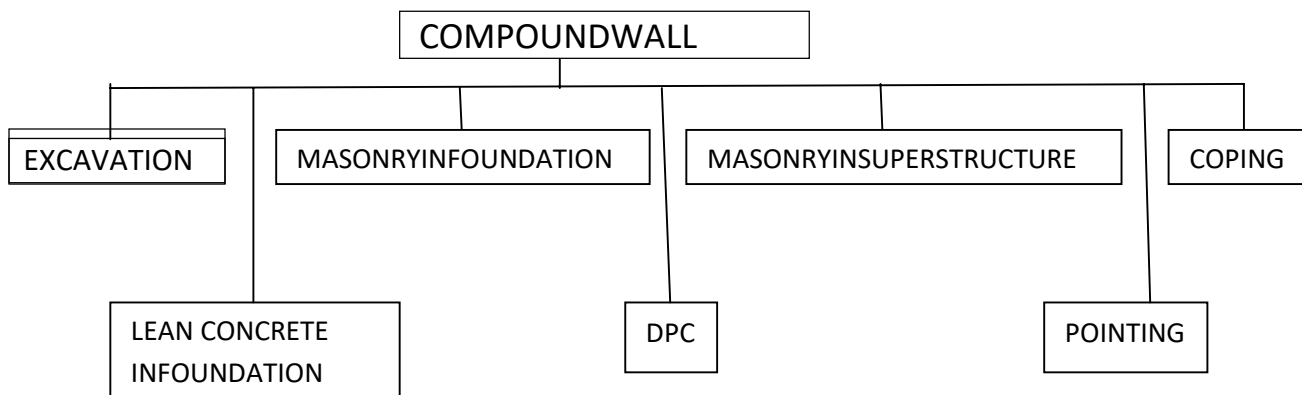 COMPOUNDWALL
EXCAVATION
MASONRYINFOUNDATION
MASONRYINSUPERSTRUCTURE
COPING
LEAN CONCRETE
INFOUNDATION
DPC
POINTING